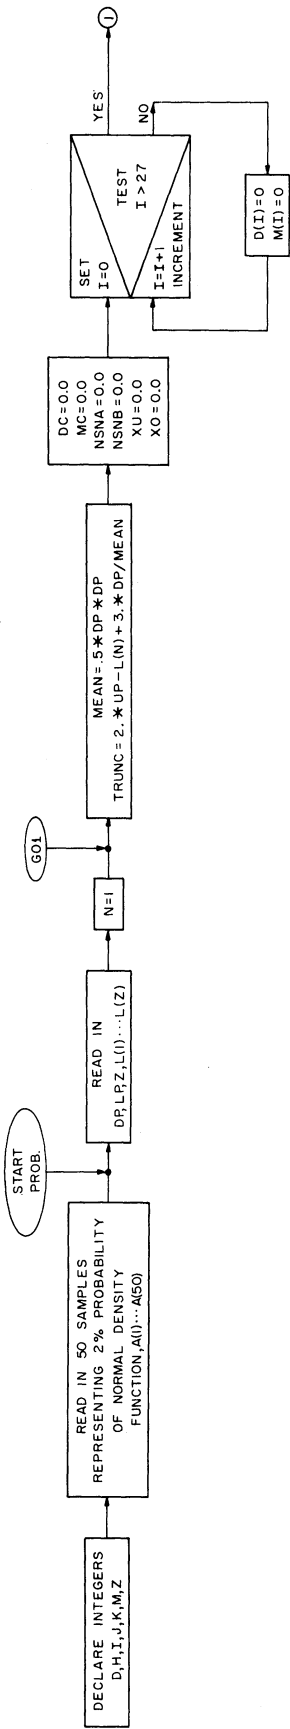 DECLARE INTEGERS
D,H,I,J,K,M,Z
READ IN 50 SAMPLES
REPRESENTING 2% PROBABILITY
OF NORMAL DENSITY
FUNCTION,A(1)···A(50)
START
PROB.
READ IN
DP,LP,Z,L(1)···L(Z)
N=1
GO1
MEAN=.5*DP*DP
TRUNC=2.*UP-L(N)+3.*DP/MEAN
DC=0.0
MC=0.0
NSNA=0.0
NSNB=0.0
XU=0.0
XO=0.0
SET
I=0
TEST
I>27
I=I+1
INCREMENT
YES
1
NO
D(I)=0
M(I)=0